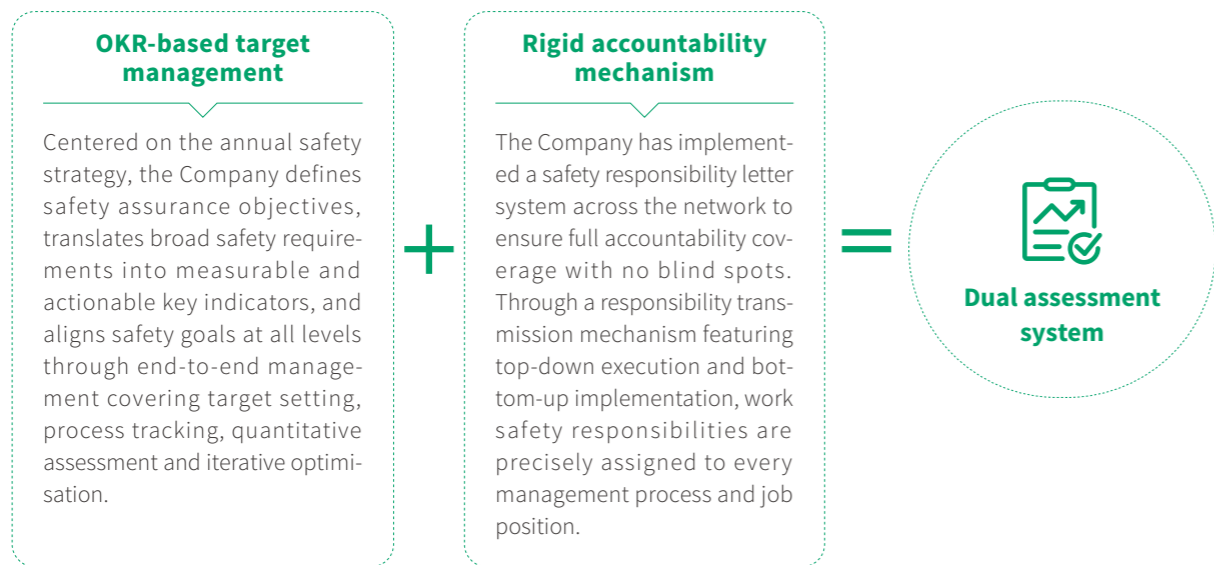 OKR-based target
management
Centered on the annual safety
strategy, the Company defines
safety assurance objectives,
translates broad safety require-
ments into measurable and
actionable key indicators, and
aligns safety goals at all levels
through end-to-end manage-
ment covering target setting,
process tracking, quantitative
assessment and iterative optimi-
sation.
+
Rigid accountability
mechanism
The Company has implement-
ed a safety responsibility letter
system across the network to
ensure full accountability cov-
erage with no blind spots.
Through a responsibility trans-
mission mechanism featuring
top-down execution and bot-
tom-up implementation, work
safety responsibilities are
precisely assigned to every
management process and job
position.
=
Dual assessment
system